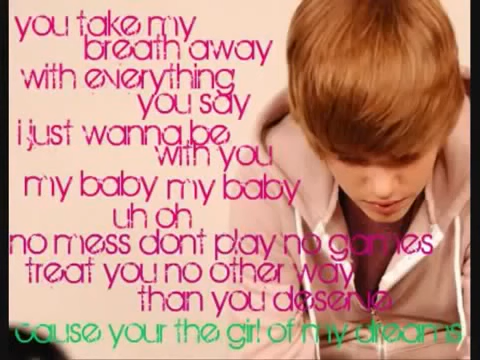 you take my
breath away
with everything
you say
i just wanna be
with you
my baby my baby
uh oh
no mess dont play no games
treat you no other way
than you deserve
cause your the girl of my dreams